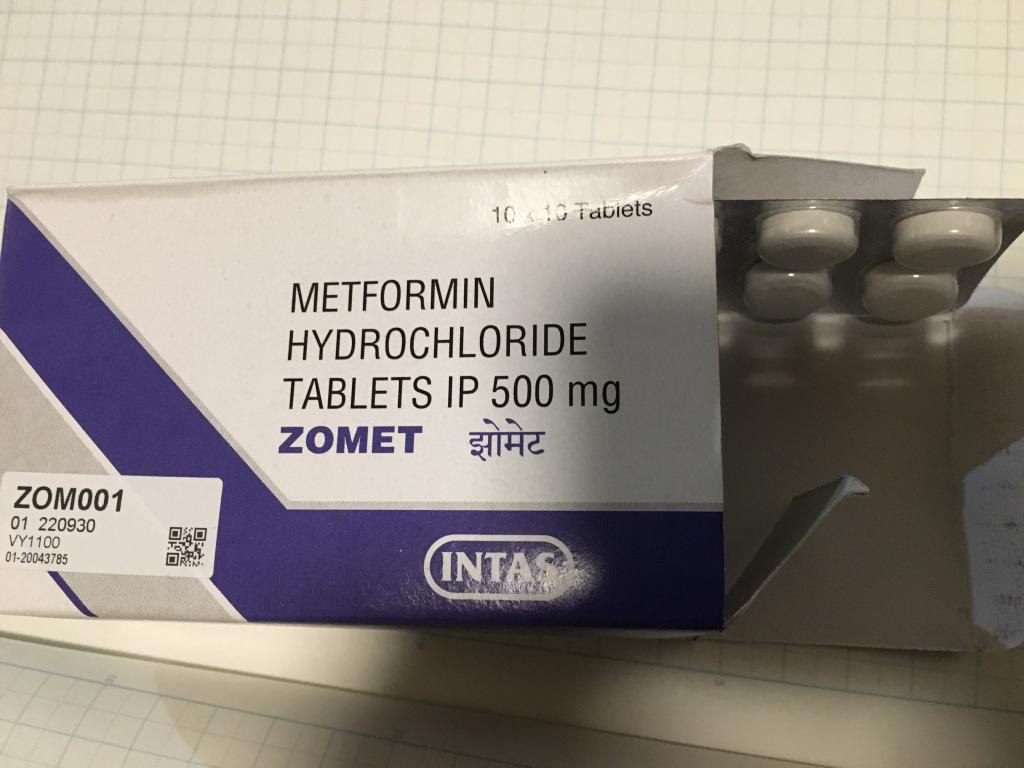 10 x 10 Tablets
METFORMIN
HYDROCHLORIDE
TABLETS IP 500 mg
ZOMET झोमेट
INTAS
ZOM001
01 220930
VY1100
01-20043785